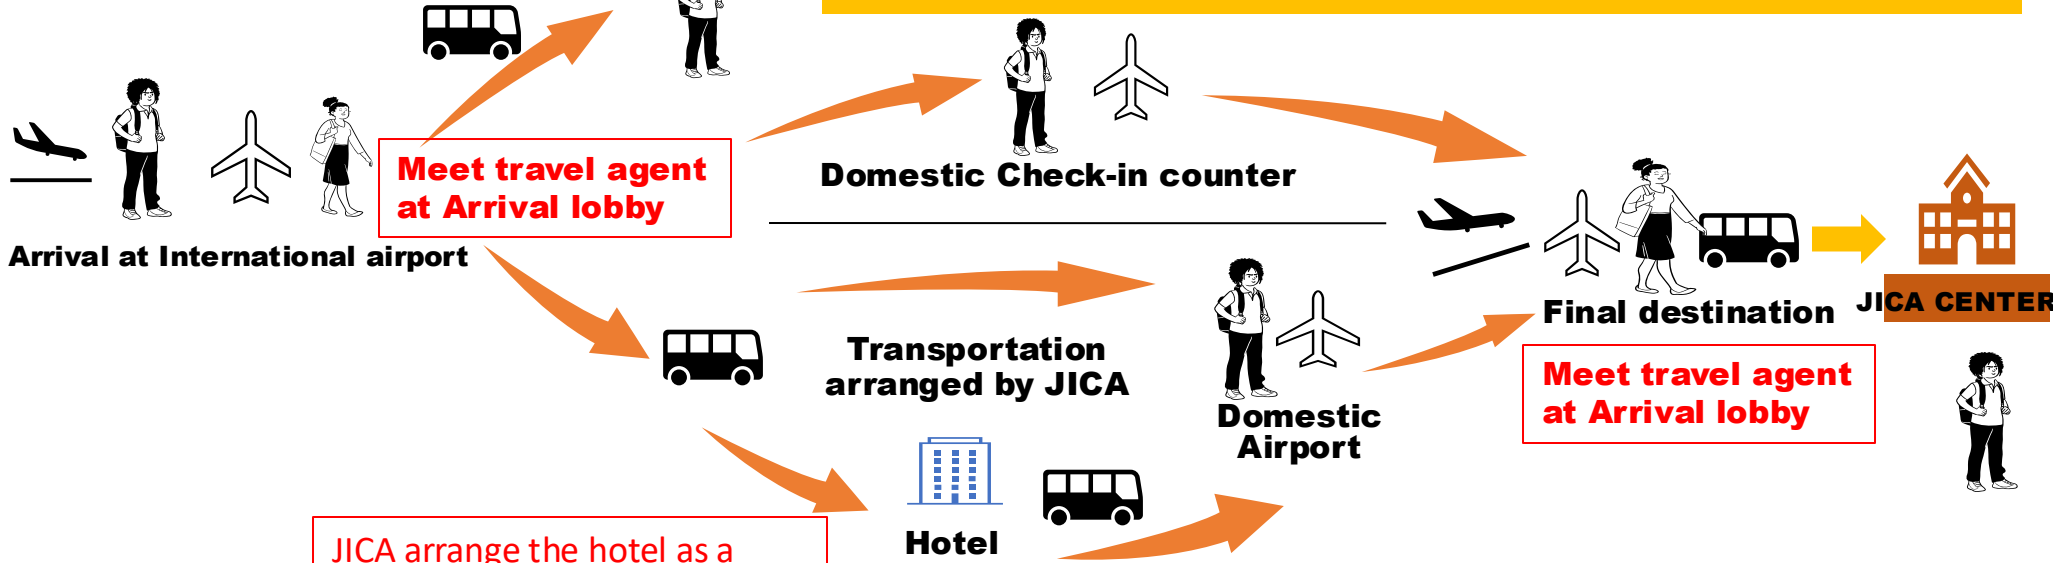 Meet travel agent
at Arrival lobby
Arrival at International airport
Domestic Check-in counter
Transportation
arranged by JICA
Domestic
Airport
Hotel
JICA arrange the hotel as a
Final destination
JICA CENTER
Meet travel agent
at Arrival lobby